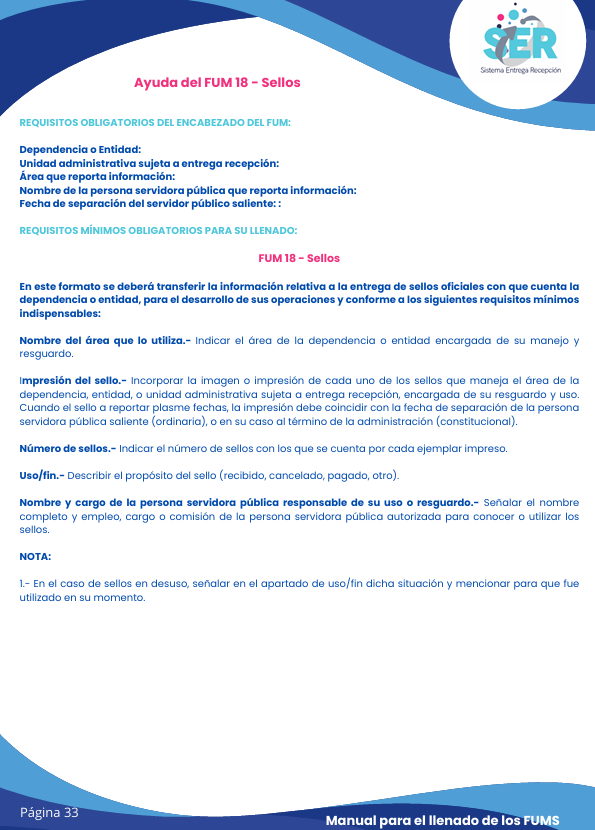 SER
Sistema Entrega Recepción
Ayuda del FUM 18 - Sellos
REQUISITOS OBLIGATORIOS DEL ENCABEZADO DEL FUM:
Dependencia o Entidad:
Unidad administrativa sujeta a entrega recepción:
Área que reporta información:
Nombre de la persona servidora pública que reporta información:
Fecha de separación del servidor público saliente: :
REQUISITOS MÍNIMOS OBLIGATORIOS PARA SU LLENADO:
FUM 18 - Sellos
En este formato se deberá transferir la información relativa a la entrega de sellos oficiales con que cuenta la
dependencia o entidad, para el desarrollo de sus operaciones y conforme a los siguientes requisitos mínimos
indispensables:
Nombre del área que lo utiliza.- Indicar el área de la dependencia o entidad encargada de su manejo y
resguardo.
Impresión del sello.- Incorporar la imagen o impresión de cada uno de los sellos que maneja el área de la
dependencia, entidad, o unidad administrativa sujeta a entrega recepción, encargada de su resguardo y uso.
Cuando el sello a reportar plasme fechas, la impresión debe coincidir con la fecha de separación de la persona
servidora pública saliente (ordinaria), o en su caso al término de la administración (constitucional).
Número de sellos.- Indicar el número de sellos con los que se cuenta por cada ejemplar impreso.
Uso/fin.- Describir el propósito del sello (recibido, cancelado, pagado, otro).
Nombre y cargo de la persona servidora pública responsable de su uso o resguardo.- Señalar el nombre
completo y empleo, cargo o comisión de la persona servidora pública autorizada para conocer o utilizar los
sellos.
NOTA:
1.- En el caso de sellos en desuso, señalar en el apartado de uso/fin dicha situación y mencionar para que fue
utilizado en su momento.
Página 33
Manual para el llenado de los FUMS